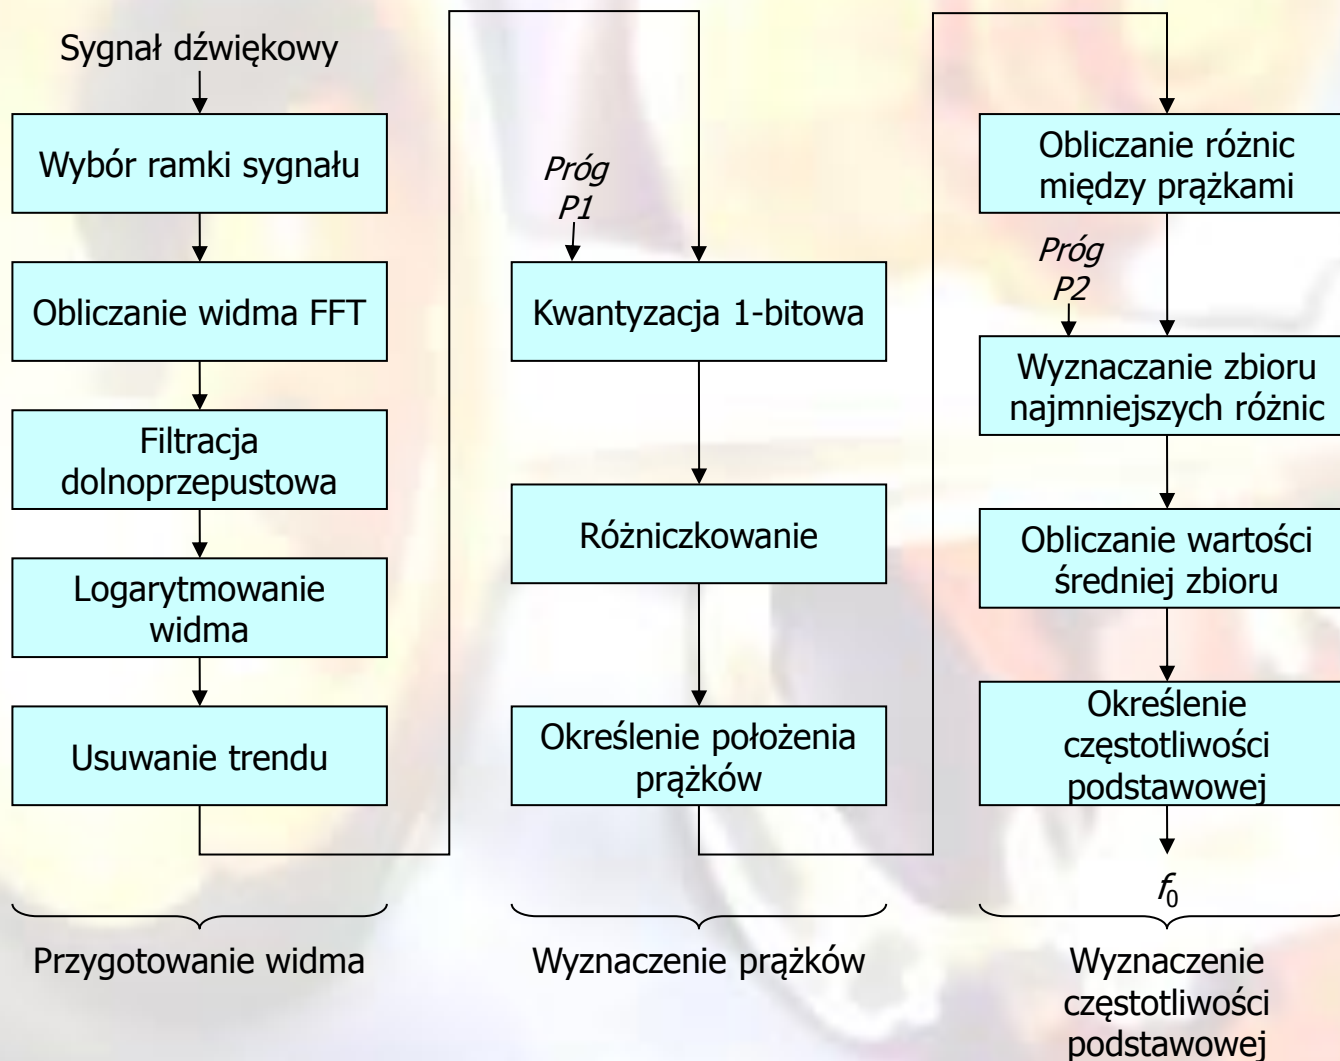 Sygnał dźwiękowy
Wybór ramki sygnału
Obliczanie widma FFT
Filtracja
dolnoprzepustowa
Logarytmowanie
widma
Usuwanie trendu
Przygotowanie widma
Próg
P1
Kwantyzacja 1-bitowa
Różniczkowanie
Określenie położenia
prążków
Wyznaczenie prążków
Obliczanie różnic
między prążkami
Próg
P2
Wyznaczanie zbioru
najmniejszych różnic
Obliczanie wartości
średniej zbioru
Określenie
częstotliwości
podstawowej
f₀
Wyznaczenie
częstotliwości
podstawowej